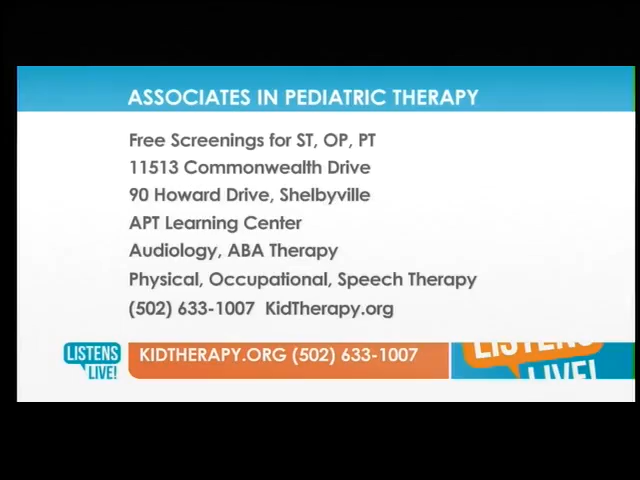 ASSOCIATES IN PEDIATRIC THERAPY
Free Screenings for ST, OP, PT
11513 Commonwealth Drive
90 Howard Drive, Shelbyville
APT Learning Center
Audiology, ABA Therapy
Physical, Occupational, Speech Therapy
(502) 633-1007 KidTherapy.org
LISTENS
LIVE!
KIDTHERAPY.ORG (502) 633-1007
LISTENS
LIVE!